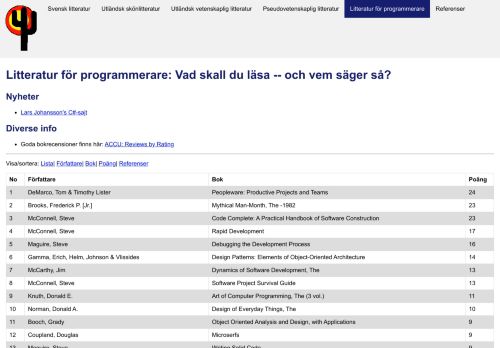 Svensk litteratur Utländsk skönlitteratur Utländsk vetenskaplig litteratur Pseudovetenskaplig litteratur Litteratur för programmerare Referenser
Litteratur för programmerare: Vad skall du läsa -- och vem säger så?
Nyheter
Lars Johansson's C#-sajt
Diverse info
Goda bokrecensioner finns här: ACCU: Reviews by Rating
Visa/sortera: Lista| Författare| Bok| Poäng| Referenser
No Författare Bok Poäng
1 DeMarco, Tom & Timothy Lister Peopleware: Productive Projects and Teams 24
2 Brooks, Frederick P. [Jr.] Mythical Man-Month, The -1982 23
3 McConnell, Steve Code Complete: A Practical Handbook of Software Construction 23
4 McConnell, Steve Rapid Development 17
5 Maguire, Steve Debugging the Development Process 16
6 Gamma, Erich, Helm, Johnson & Vlissides Design Patterns: Elements of Object-Oriented Architecture 14
7 McCarthy, Jim Dynamics of Software Development, The 13
8 McConnell, Steve Software Project Survival Guide 13
9 Knuth, Donald E. Art of Computer Programming, The (3 vol.) 11
10 Norman, Donald A. Design of Everyday Things, The 10
11 Booch, Grady Object Oriented Analysis and Design, with Applications 9
12 Coupland, Douglas Microserfs 9
13 Maguire, Steve Writing Solid Code 9